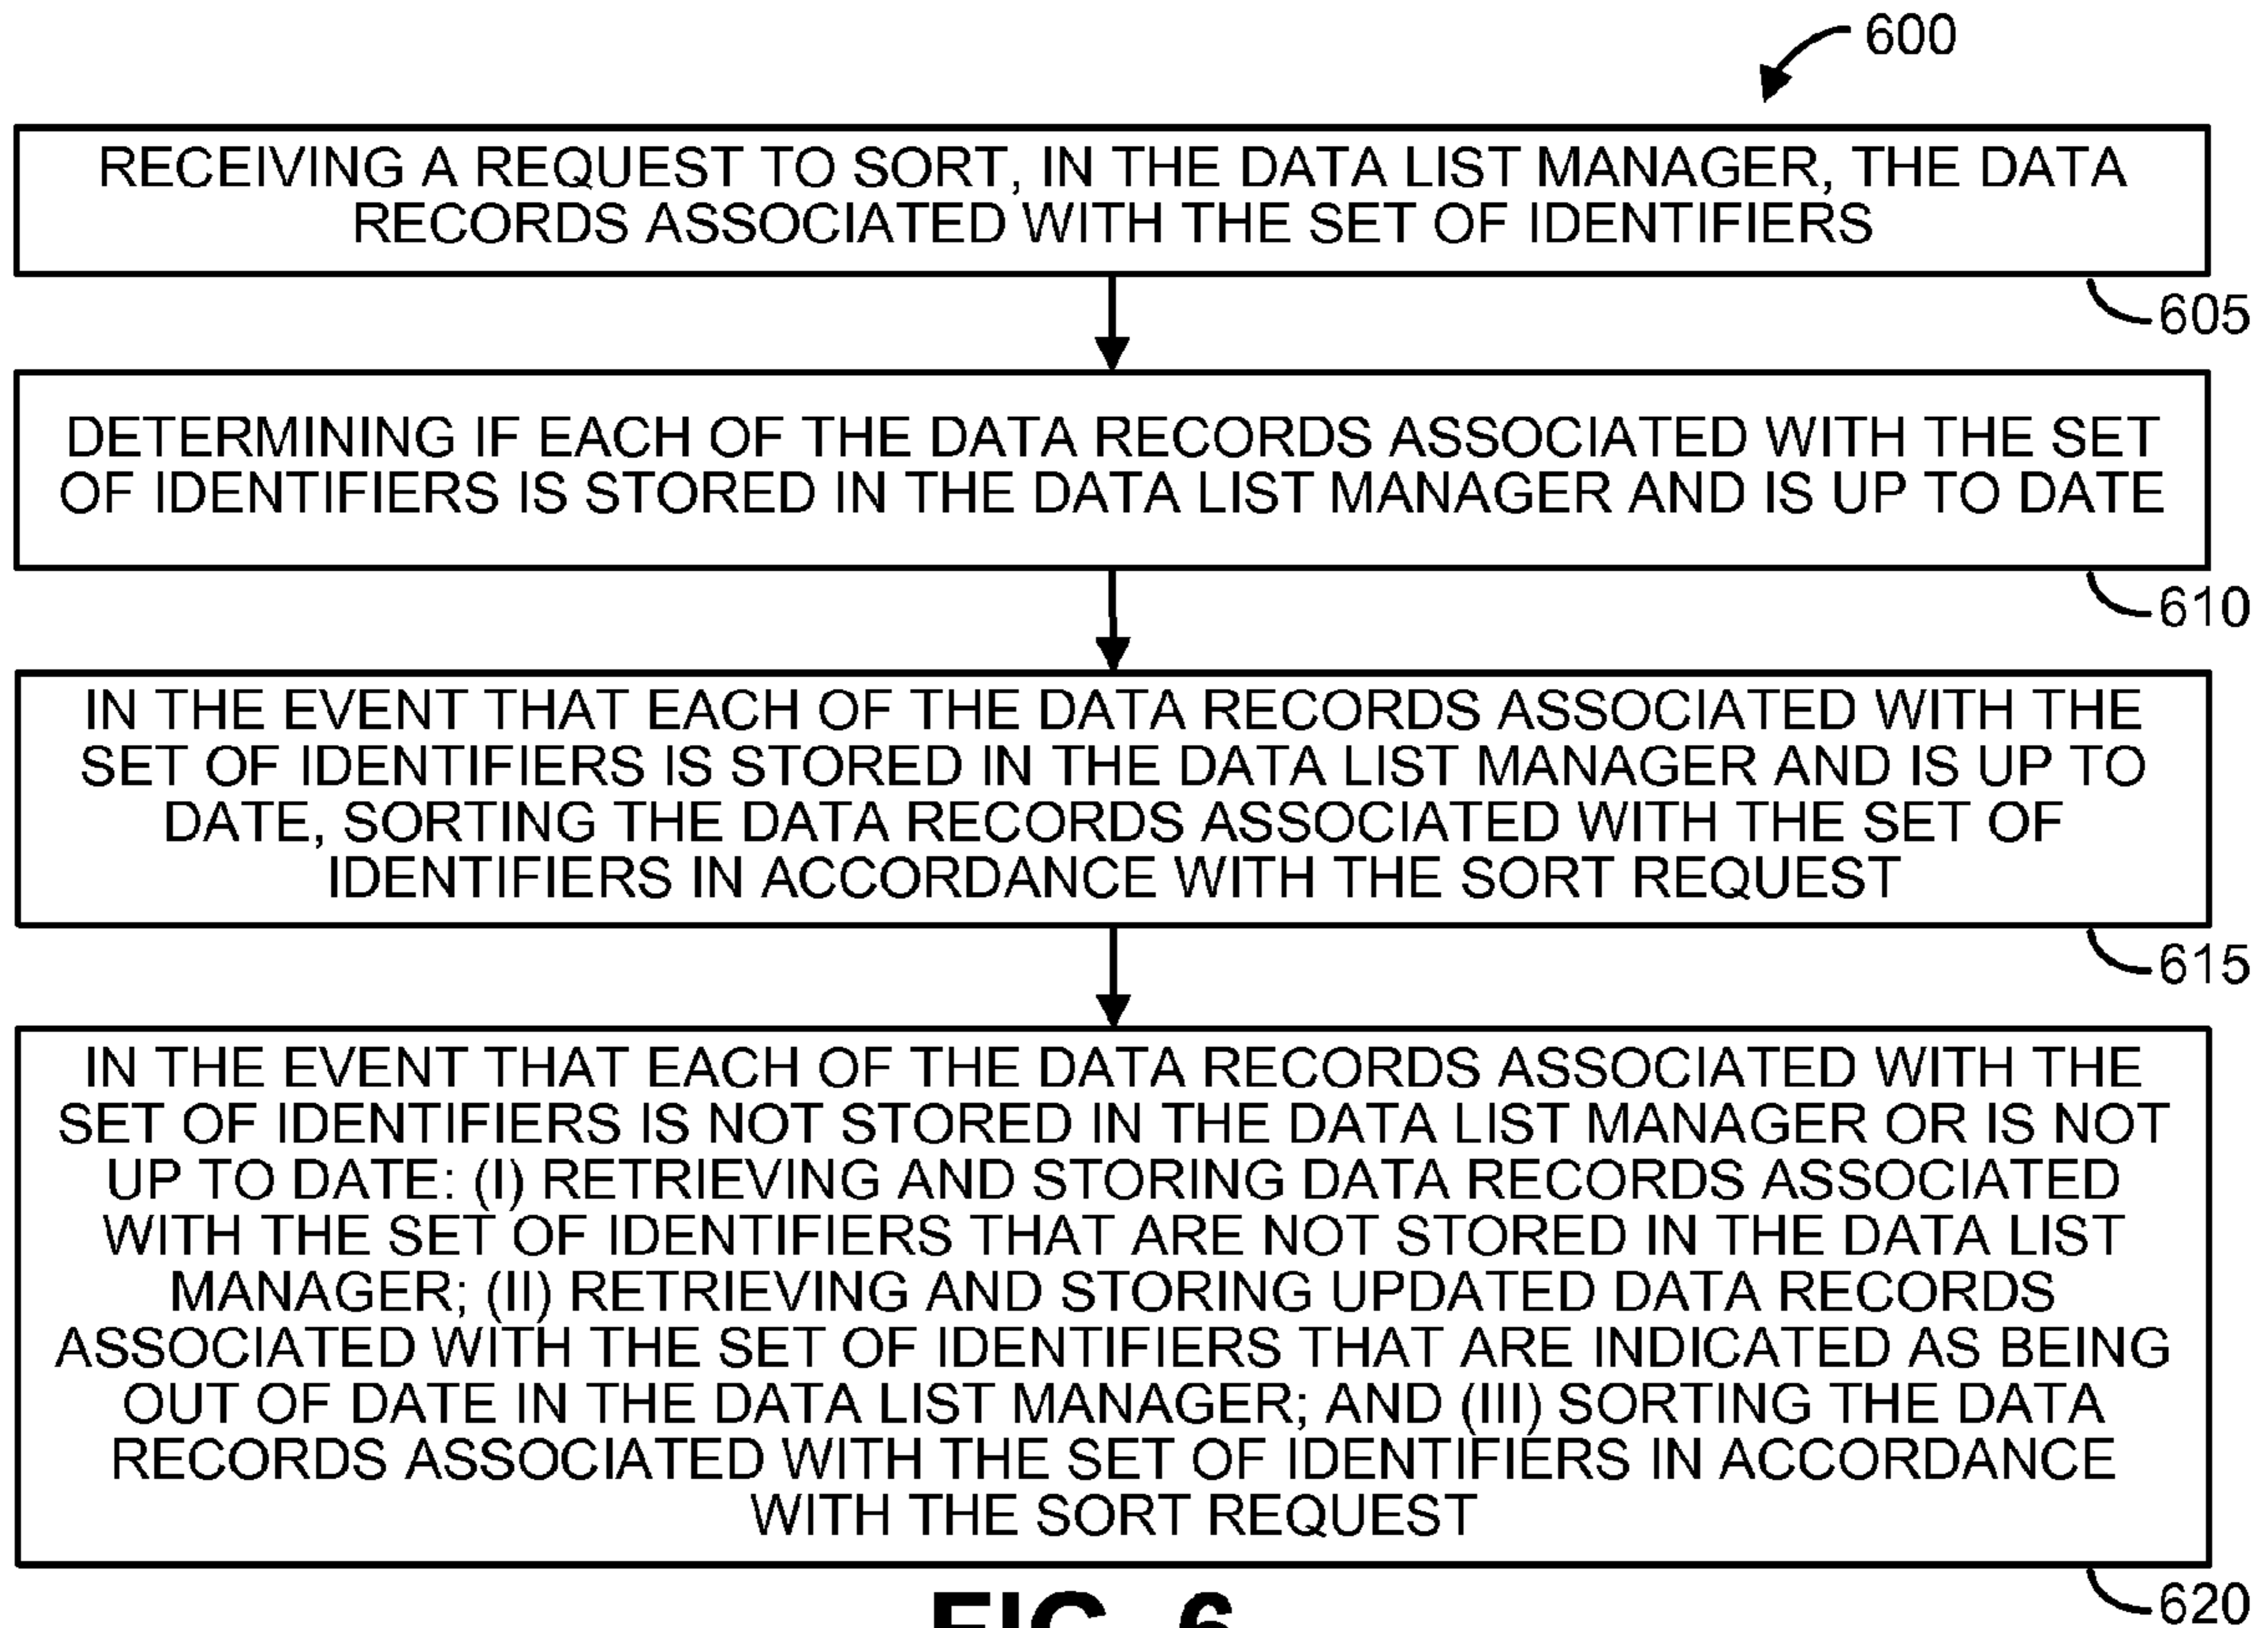 600
RECEIVING A REQUEST TO SORT, IN THE DATA LIST MANAGER, THE DATA
RECORDS ASSOCIATED WITH THE SET OF IDENTIFIERS
605
DETERMINING IF EACH OF THE DATA RECORDS ASSOCIATED WITH THE SET
OF IDENTIFIERS IS STORED IN THE DATA LIST MANAGER AND IS UP TO DATE
610
IN THE EVENT THAT EACH OF THE DATA RECORDS ASSOCIATED WITH THE
SET OF IDENTIFIERS IS STORED IN THE DATA LIST MANAGER AND IS UP TO
DATE, SORTING THE DATA RECORDS ASSOCIATED WITH THE SET OF
IDENTIFIERS IN ACCORDANCE WITH THE SORT REQUEST
615
IN THE EVENT THAT EACH OF THE DATA RECORDS ASSOCIATED WITH THE
SET OF IDENTIFIERS IS NOT STORED IN THE DATA LIST MANAGER OR IS NOT
UP TO DATE: (I) RETRIEVING AND STORING DATA RECORDS ASSOCIATED
WITH THE SET OF IDENTIFIERS THAT ARE NOT STORED IN THE DATA LIST
MANAGER; (II) RETRIEVING AND STORING UPDATED DATA RECORDS
ASSOCIATED WITH THE SET OF IDENTIFIERS THAT ARE INDICATED AS BEING
OUT OF DATE IN THE DATA LIST MANAGER; AND (III) SORTING THE DATA
RECORDS ASSOCIATED WITH THE SET OF IDENTIFIERS IN ACCORDANCE
WITH THE SORT REQUEST
620
FIG. 6